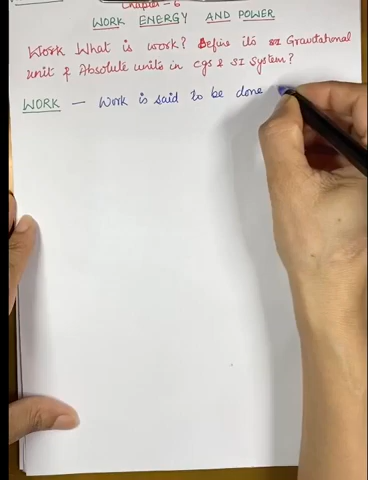 Chapter - 6
WORK ENERGY AND POWER
Work What is work? Define its SI Gravitational
unit & Absolute units in cgs & SI System?
WORK — Work is said to be done